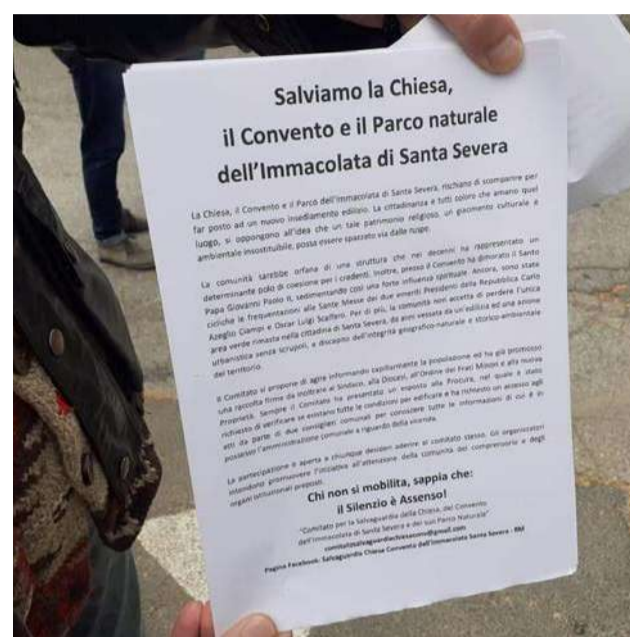 Salviamo la Chiesa,
il Convento e il Parco naturale
dell'Immacolata di Santa Severa
La Chiesa, il Convento e il Parco dell'Immacolata di Santa Severa, rischiano di scomparire per
far posto ad un nuovo insediamento edilizio. La cittadinanza e tutti coloro che amano quel
luogo, si oppongono all'idea che un tale patrimonio religioso, un giacimento culturale e
ambientale insostituibile, possa essere spazzato via dalle ruspe.
La comunità sarebbe orfana di una struttura che nei decenni ha rappresentato un
determinante polo di coesione per i credenti. Inoltre, presso il Convento ha dimorato il Santo
Papa Giovanni Paolo II, sedimentando così una forte influenza spirituale. Ancora, sono state
cicliche le frequentazioni alle Sante Messe dei due emeriti Presidenti della Repubblica Carlo
Azeglio Ciampi e Oscar Luigi Scalfaro. Per di più, la comunità non accetta di perdere l'unica
area verde rimasta nella cittadina di Santa Severa, da anni vessata da un'edilizia ed una azione
urbanistica senza scrupoli, a discapito dell'integrità geografico-naturale e storico-ambientale
del territorio.
Il Comitato si propone di agire informando capillarmente la popolazione ed ha già promosso
una raccolta firme da inoltrare al Sindaco, alla Diocesi, all'Ordine dei Frati Minori e alla nuova
Proprietà. Sempre il Comitato ha presentato un esposto alla Procura, nel quale è stato
richiesto di verificare se esistano tutte le condizioni per edificare e ha richiesto un accesso agli
atti da parte di due consiglieri comunali per conoscere tutte le informazioni di cui è in
possesso l'amministrazione comunale a riguardo della vicenda.
La partecipazione è aperta a chiunque desideri aderire al comitato stesso. Gli organizzatori
intendono promuovere l'iniziativa all'attenzione della comunità del comprensorio e degli
organi istituzionali preposti.
Chi non si mobilita, sappia che:
il Silenzio è Assenso!
"Comitato per la Salvaguardia della Chiesa, del Convento
dell'Immacolata di Santa Severa e del suo Parco Naturale"
comitatosalvaguardiachiesaconv@gmail.com
Pagina Facebook: Salvaguardia Chiesa Convento dell'Immacolata Santa Severa - RM